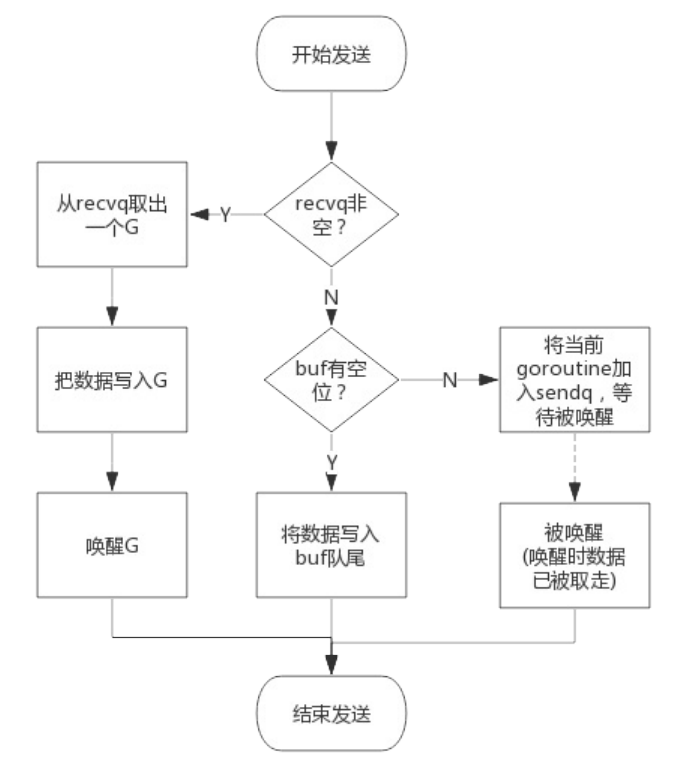 开始发送
recvq非
空？
Y
从recvq取出
一个G
N
把数据写入G
buf有空
位？
N
将当前
goroutine加
入sendq，等
待被唤醒
Y
唤醒G
将数据写入
buf队尾
被唤醒
(唤醒时数据
已被取走)
结束发送